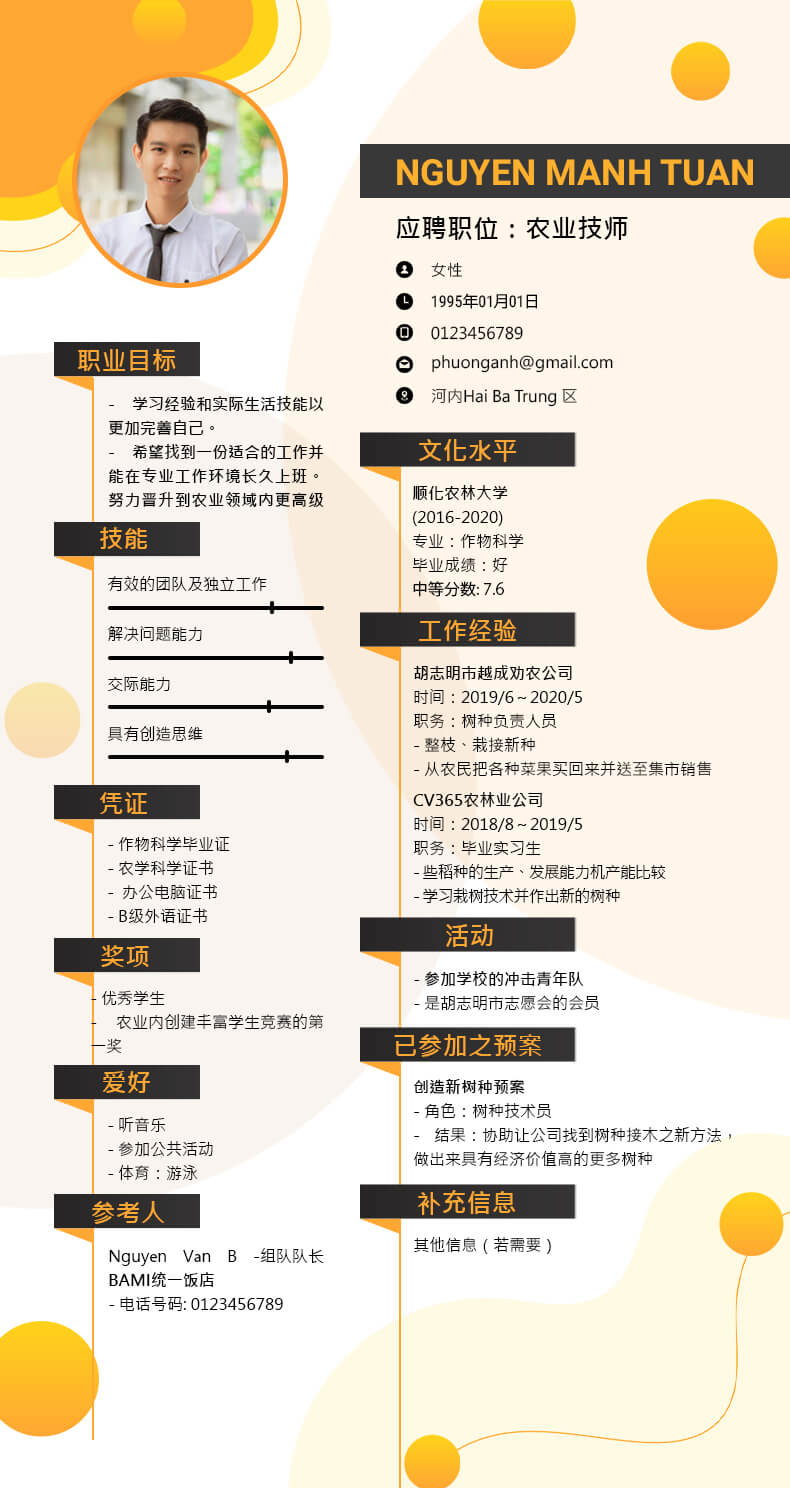 NGUYEN MANH TUAN
应聘职位：农业技师
女性
1995年01月01日
0123456789
phuonganh@gmail.com
河内Hai Ba Trung 区
职业目标
- 学习经验和实际生活技能以
更加完善自己。
- 希望找到一份适合的工作并
能在专业工作环境长久上班。
努力晋升到农业领域内更高级
技能
有效的团队及独立工作
解决问题能力
交际能力
具有创造思维
凭证
- 作物科学毕业证
- 农学科学证书
- 办公电脑证书
- B级外语证书
奖项
- 优秀学生
- 农业内创建丰富学生竞赛的第
一奖
爱好
- 听音乐
- 参加公共活动
- 体育：游泳
参考人
Nguyen Van B -组队队长
BAMI统一饭店
- 电话号码: 0123456789
文化水平
顺化农林大学
(2016-2020)
专业：作物科学
毕业成绩：好
中等分数: 7.6
工作经验
胡志明市越成劝农公司
时间：2019/6～2020/5
职务：树种负责人员
- 整枝、栽接新种
- 从农民把各种菜果买回来并送至集市销售
CV365农林业公司
时间：2018/8～2019/5
职务：毕业实习生
- 些稻种的生产、发展能力机产能比较
- 学习栽树技术并作出新的树种
活动
- 参加学校的冲击青年队
- 是胡志明市志愿会的会员
已参加之预案
创造新树种预案
- 角色：树种技术员
- 结果：协助让公司找到树种接木之新方法，
做出来具有经济价值高的更多树种
补充信息
其他信息（若需要）